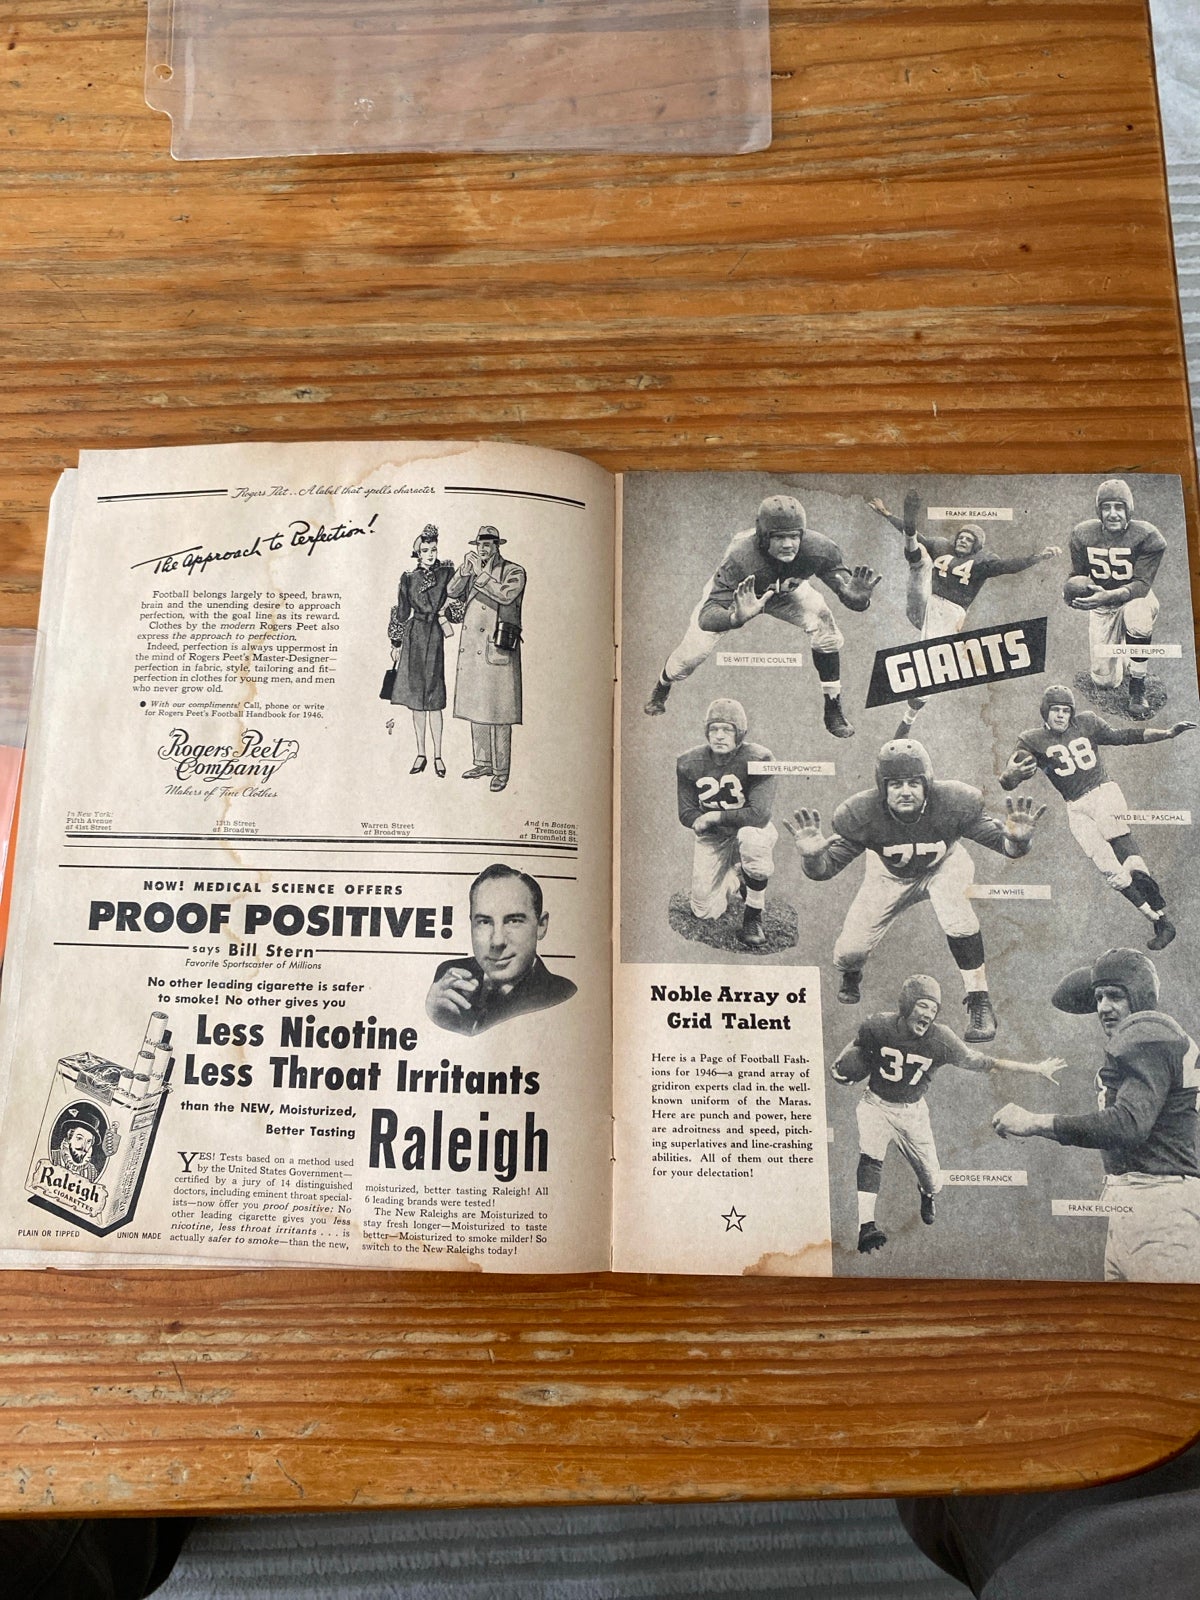 Rogers Peet..A label that spells character
The Approach to Perfection!
Football belongs largely to speed, brawn,
brain and the unending desire to approach
perfection, with the goal line as its reward.
Clothes by the modern Rogers Peet also
express the approach to perfection.
Indeed, perfection is always uppermost in
the mind of Rogers Peet's Master-Designer—
perfection in fabric, style, tailoring and fit—
perfection in clothes for young men, and men
who never grow old.
● With our compliments! Call, phone or write
for Rogers Peet's Football Handbook for 1946.
Rogers Peet
Company
Makers of Fine Clothes
In New York:
Fifth Avenue
at 41st Street
13th Street
at Broadway
Warren Street
at Broadway
And in Boston:
Tremont St.
at Bromfield St.
NOW! MEDICAL SCIENCE OFFERS
PROOF POSITIVE!
says Bill Stern
Favorite Sportscaster of Millions
No other leading cigarette is safer
to smoke! No other gives you
Less Nicotine
Less Throat Irritants
than the NEW, Moisturized,
Better Tasting
Raleigh
YES! Tests based on a method used
by the United States Government—
certified by a jury of 14 distinguished
doctors, including eminent throat special-
ists—now offer you proof positive: No
other leading cigarette gives you less
nicotine, less throat irritants . . . is
actually safer to smoke—than the new,
moisturized, better tasting Raleigh! All
6 leading brands were tested!
The New Raleighs are Moisturized to
stay fresh longer—Moisturized to taste
better—Moisturized to smoke milder! So
switch to the New Raleighs today!
Raleigh
CIGARETTES
PLAIN OR TIPPED
UNION MADE
FRANK REAGAN
44
55
DE WITT (TEX) COULTER
GIANTS
LOU DE FILIPPO
STEVE FILIPOWICZ
23
38
"WILD BILL" PASCHAL
77
JIM WHITE
Noble Array of
Grid Talent
Here is a Page of Football Fash-
ions for 1946—a grand array of
gridiron experts clad in the well-
known uniform of the Maras.
Here are punch and power, here
are adroitness and speed, pitch-
ing superlatives and line-crashing
abilities. All of them out there
for your delectation!
37
GEORGE FRANCK
FRANK FILCHOCK